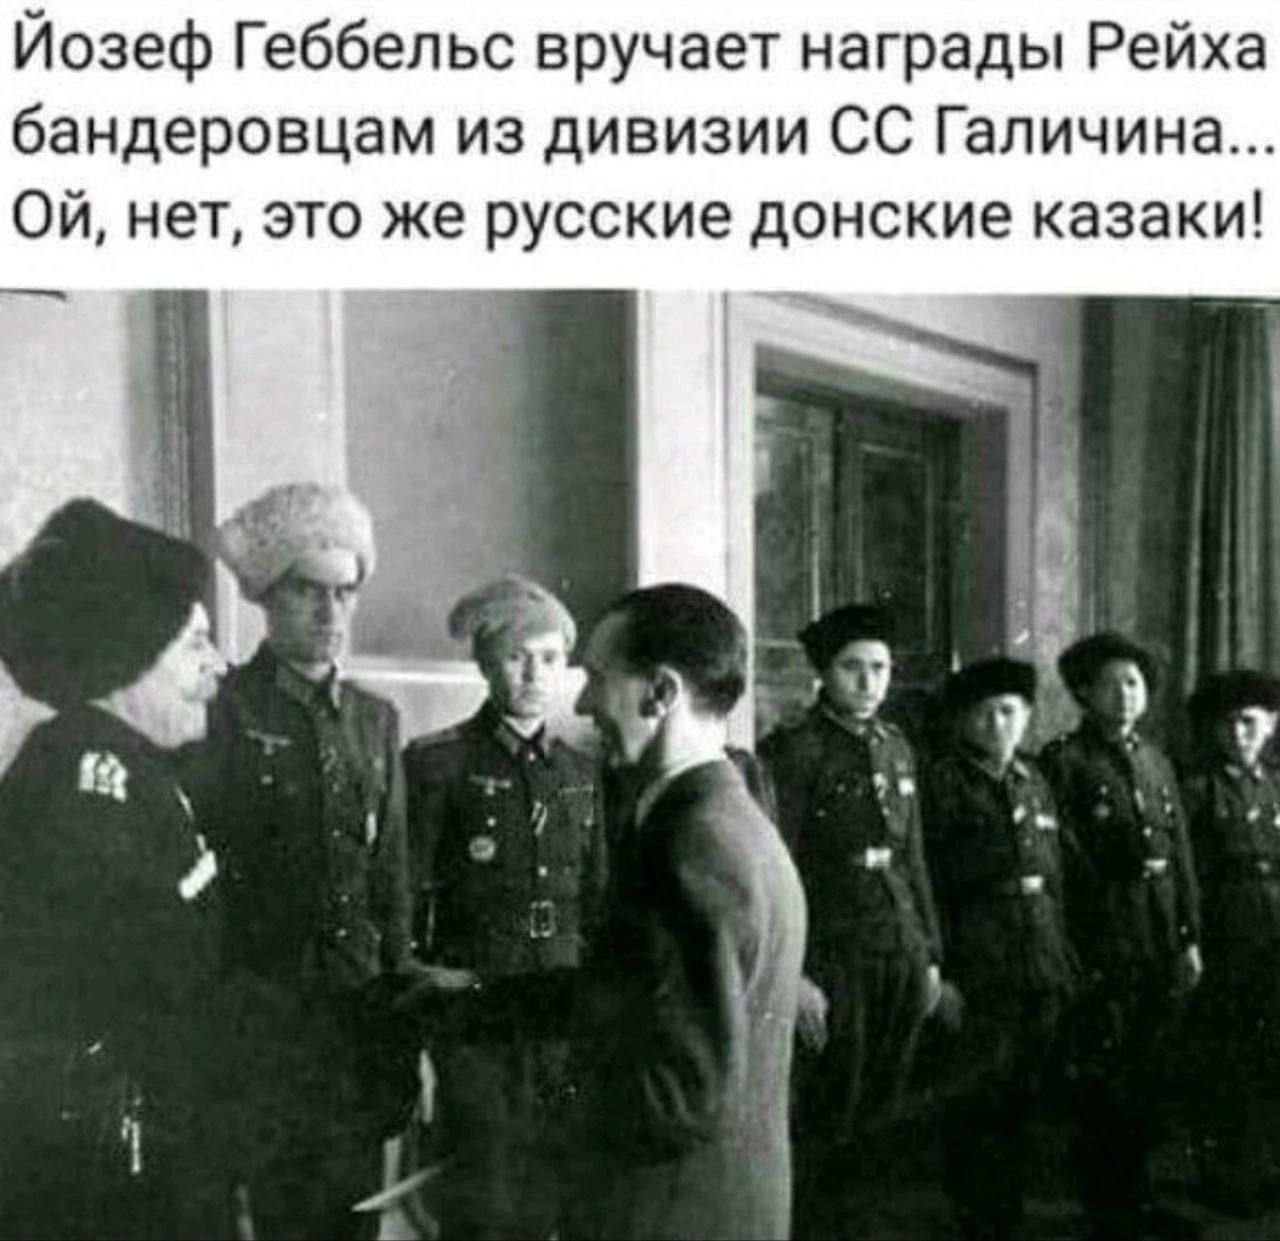 Йозеф Геббельс вручает награды Рейха
бандеровцам из дивизии СС Галичина...
Ой, нет, это же русские донские казаки!